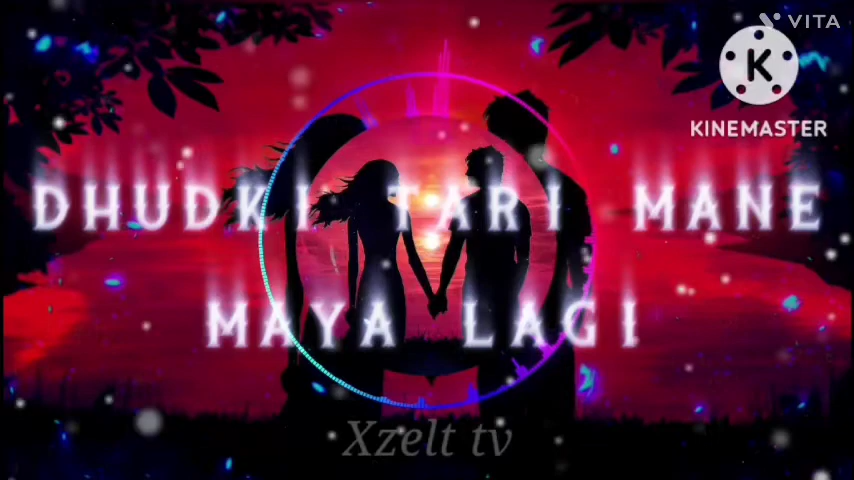 VITA
K
KINEMASTER
DHUDKI TARI MANE
MAYA LAGI
Xzelt tv